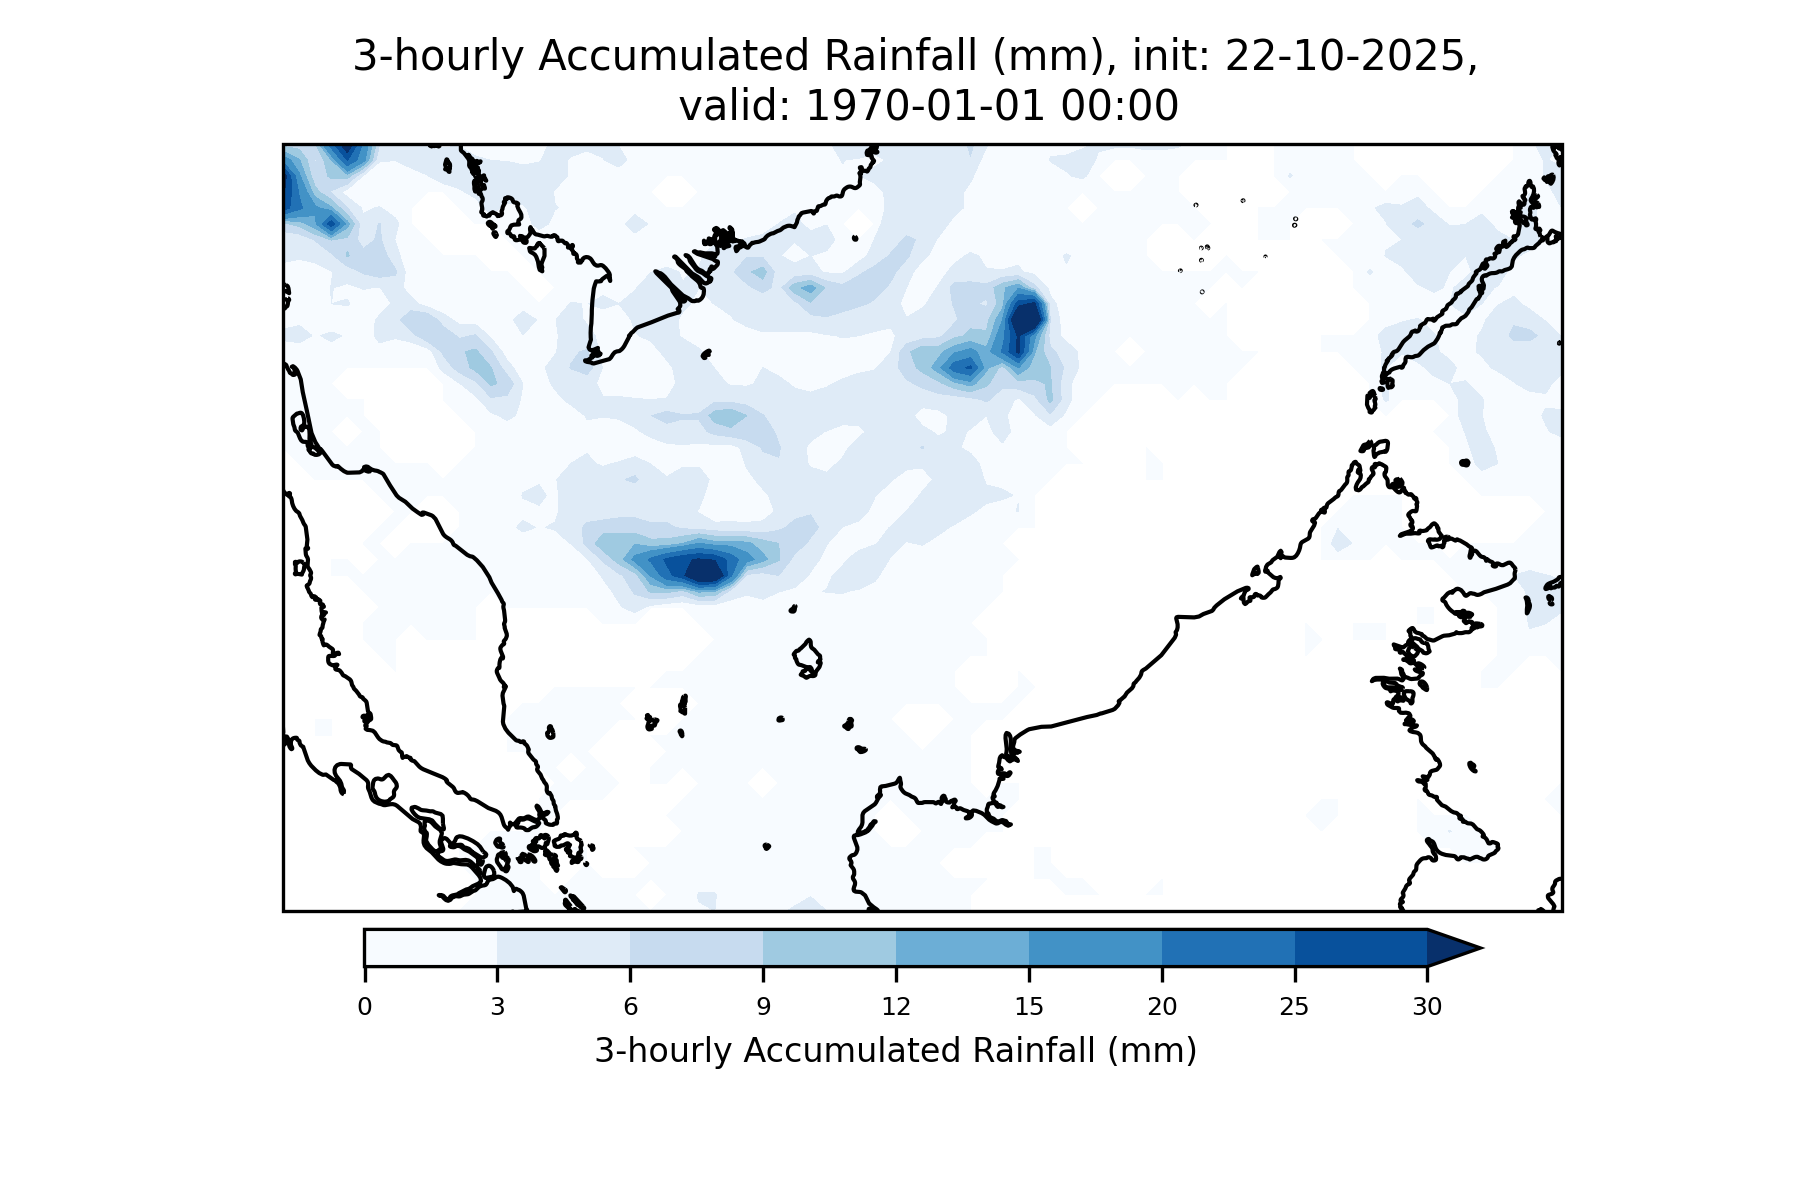 3-hourly Accumulated Rainfall (mm), init: 22-10-2025,
valid: 1970-01-01 00:00
0 3 6 9 12 15 20 25 30
3-hourly Accumulated Rainfall (mm)